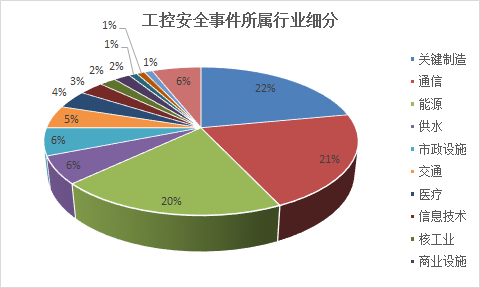 工控安全事件所属行业细分
22%
21%
20%
6%
6%
5%
4%
3%
2%
2%
1%
1%
1%
6%
关键制造
通信
能源
供水
市政设施
交通
医疗
信息技术
核工业
商业设施